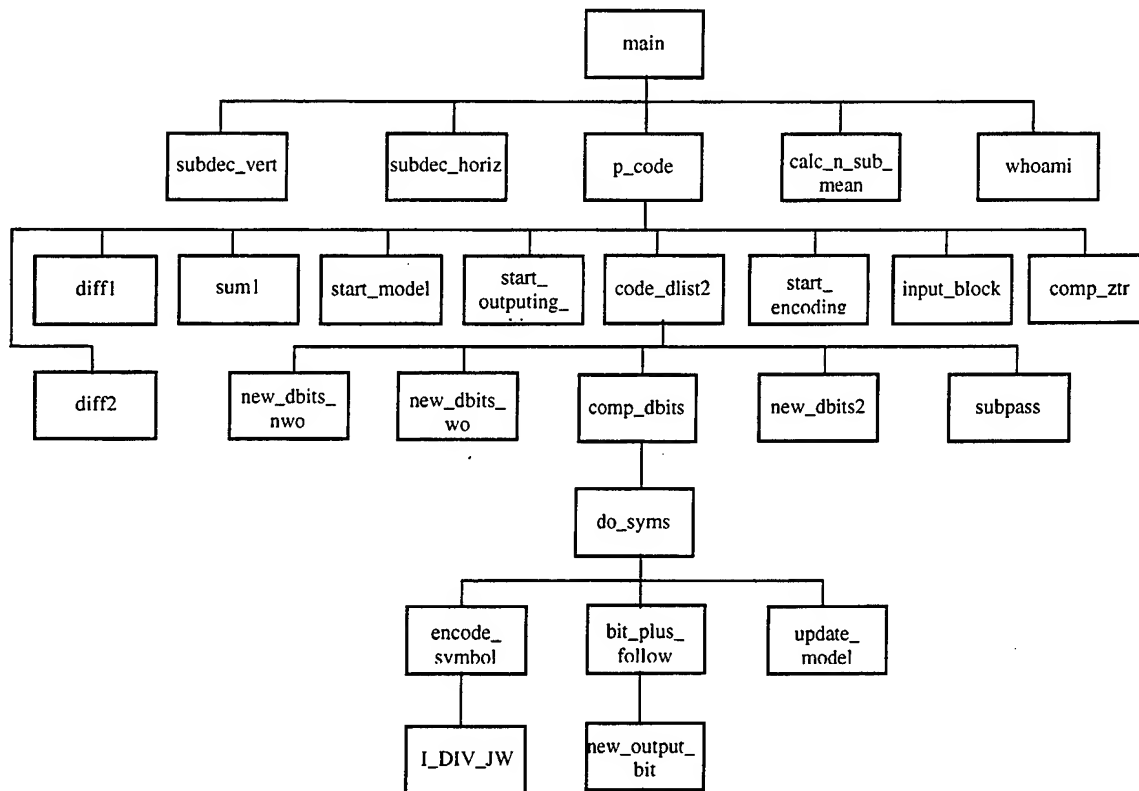 main
subdec_vert
subdec_horiz
p_code
calc_n_sub_
mean
whoami
diff1
sum1
start_model
start_
outputing_
code_dlist2
start_
encoding
input_block
comp_ztr
diff2
new_dbits_
nwo
new_dbits_
wo
comp_dbits
new_dbits2
subpass
do_syms
encode_
symbol
bit_plus_
follow
update_
model
I_DIV_JW
new_output_
bit